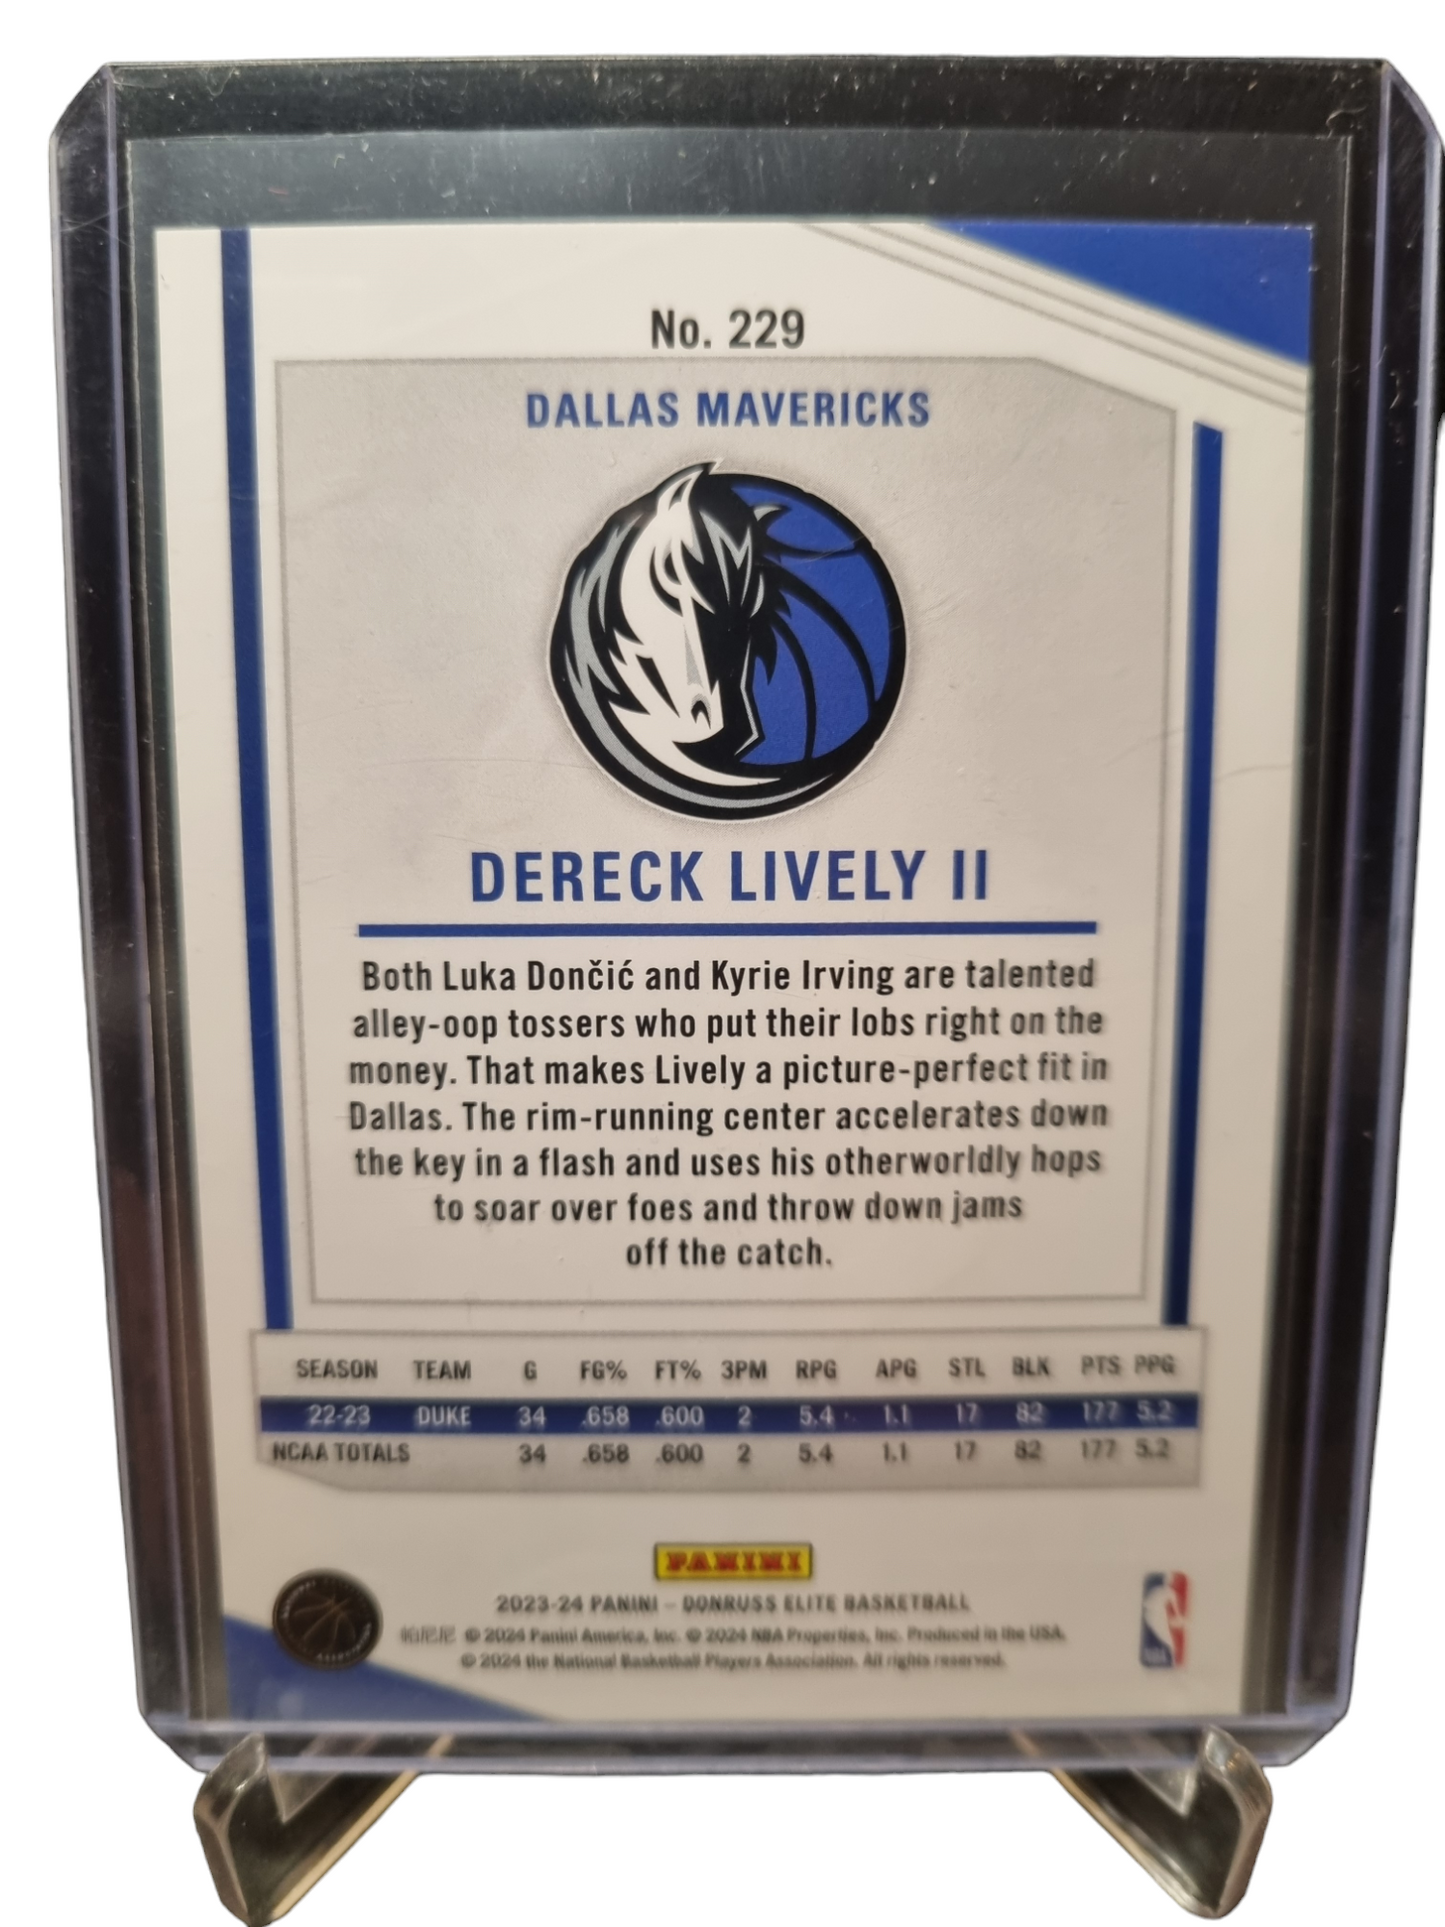 No. 229
DALLAS MAVERICKS
DERECK LIVELY II
Both Luka Dončić and Kyrie Irving are talented
alley-oop tossers who put their lobs right on the
money. That makes Lively a picture-perfect fit in
Dallas. The rim-running center accelerates down
the key in a flash and uses his otherworldly hops
to soar over foes and throw down jams
off the catch.
SEASON TEAM G FG% FT% 3PM RPG APG STL BLK PTS PPG
22-23 DUKE 34 .658 .600 2 5.4 1.1 17 82 177 5.2
NCAA TOTALS 34 .658 .600 2 5.4 1.1 17 82 177 5.2
PANINI
2023-24 PANINI – DONRUSS ELITE BASKETBALL
© 2024 Panini America, Inc. © 2024 NBA Properties, Inc. Produced in the USA.
© 2024 the National Basketball Players Association. All rights reserved.